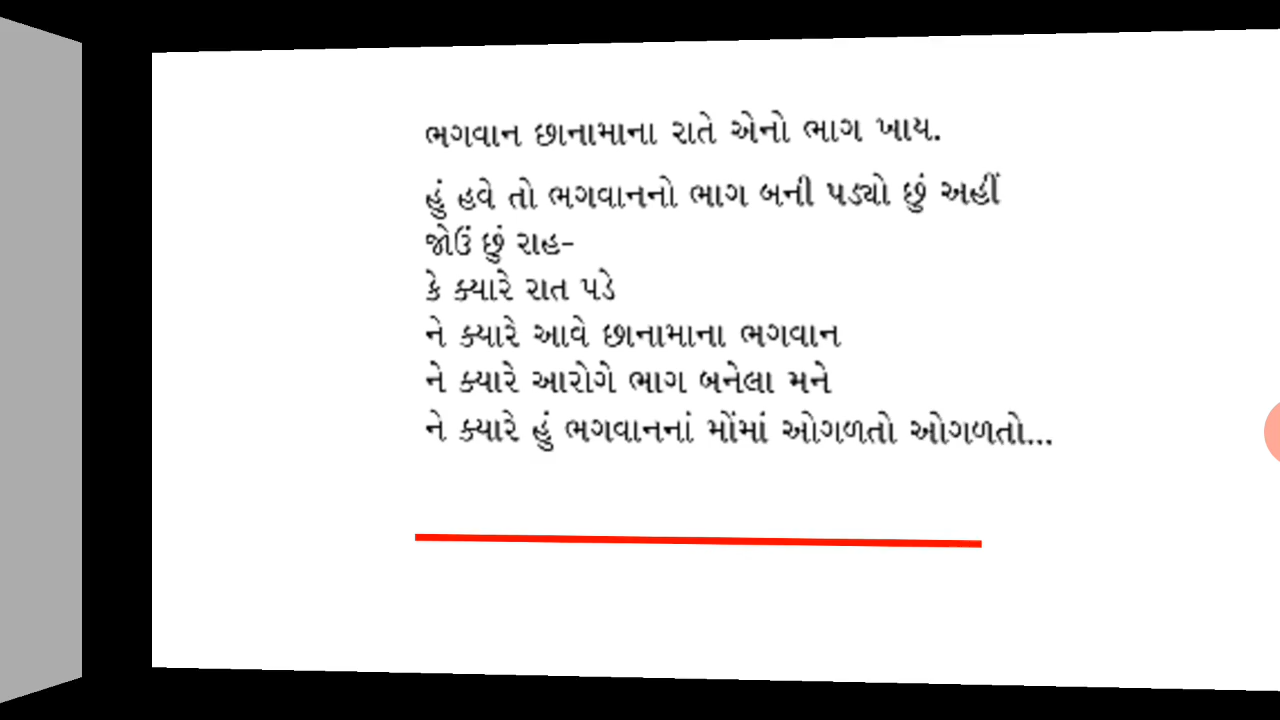 ભગવાન છાનામાના રાતે એનો ભાગ ખાય.
હું હવે તો ભગવાનનો ભાગ બની પડ્યો છું અહીં
જોઉં છું રાહ–
કે ક્યારે રાત પડે
ને ક્યારે આવે છાનામાના ભગવાન
ને ક્યારે આરોગે ભાગ બનેલા મને
ને ક્યારે હું ભગવાનનાં મોંમાં ઓગળતો ઓગળતો...